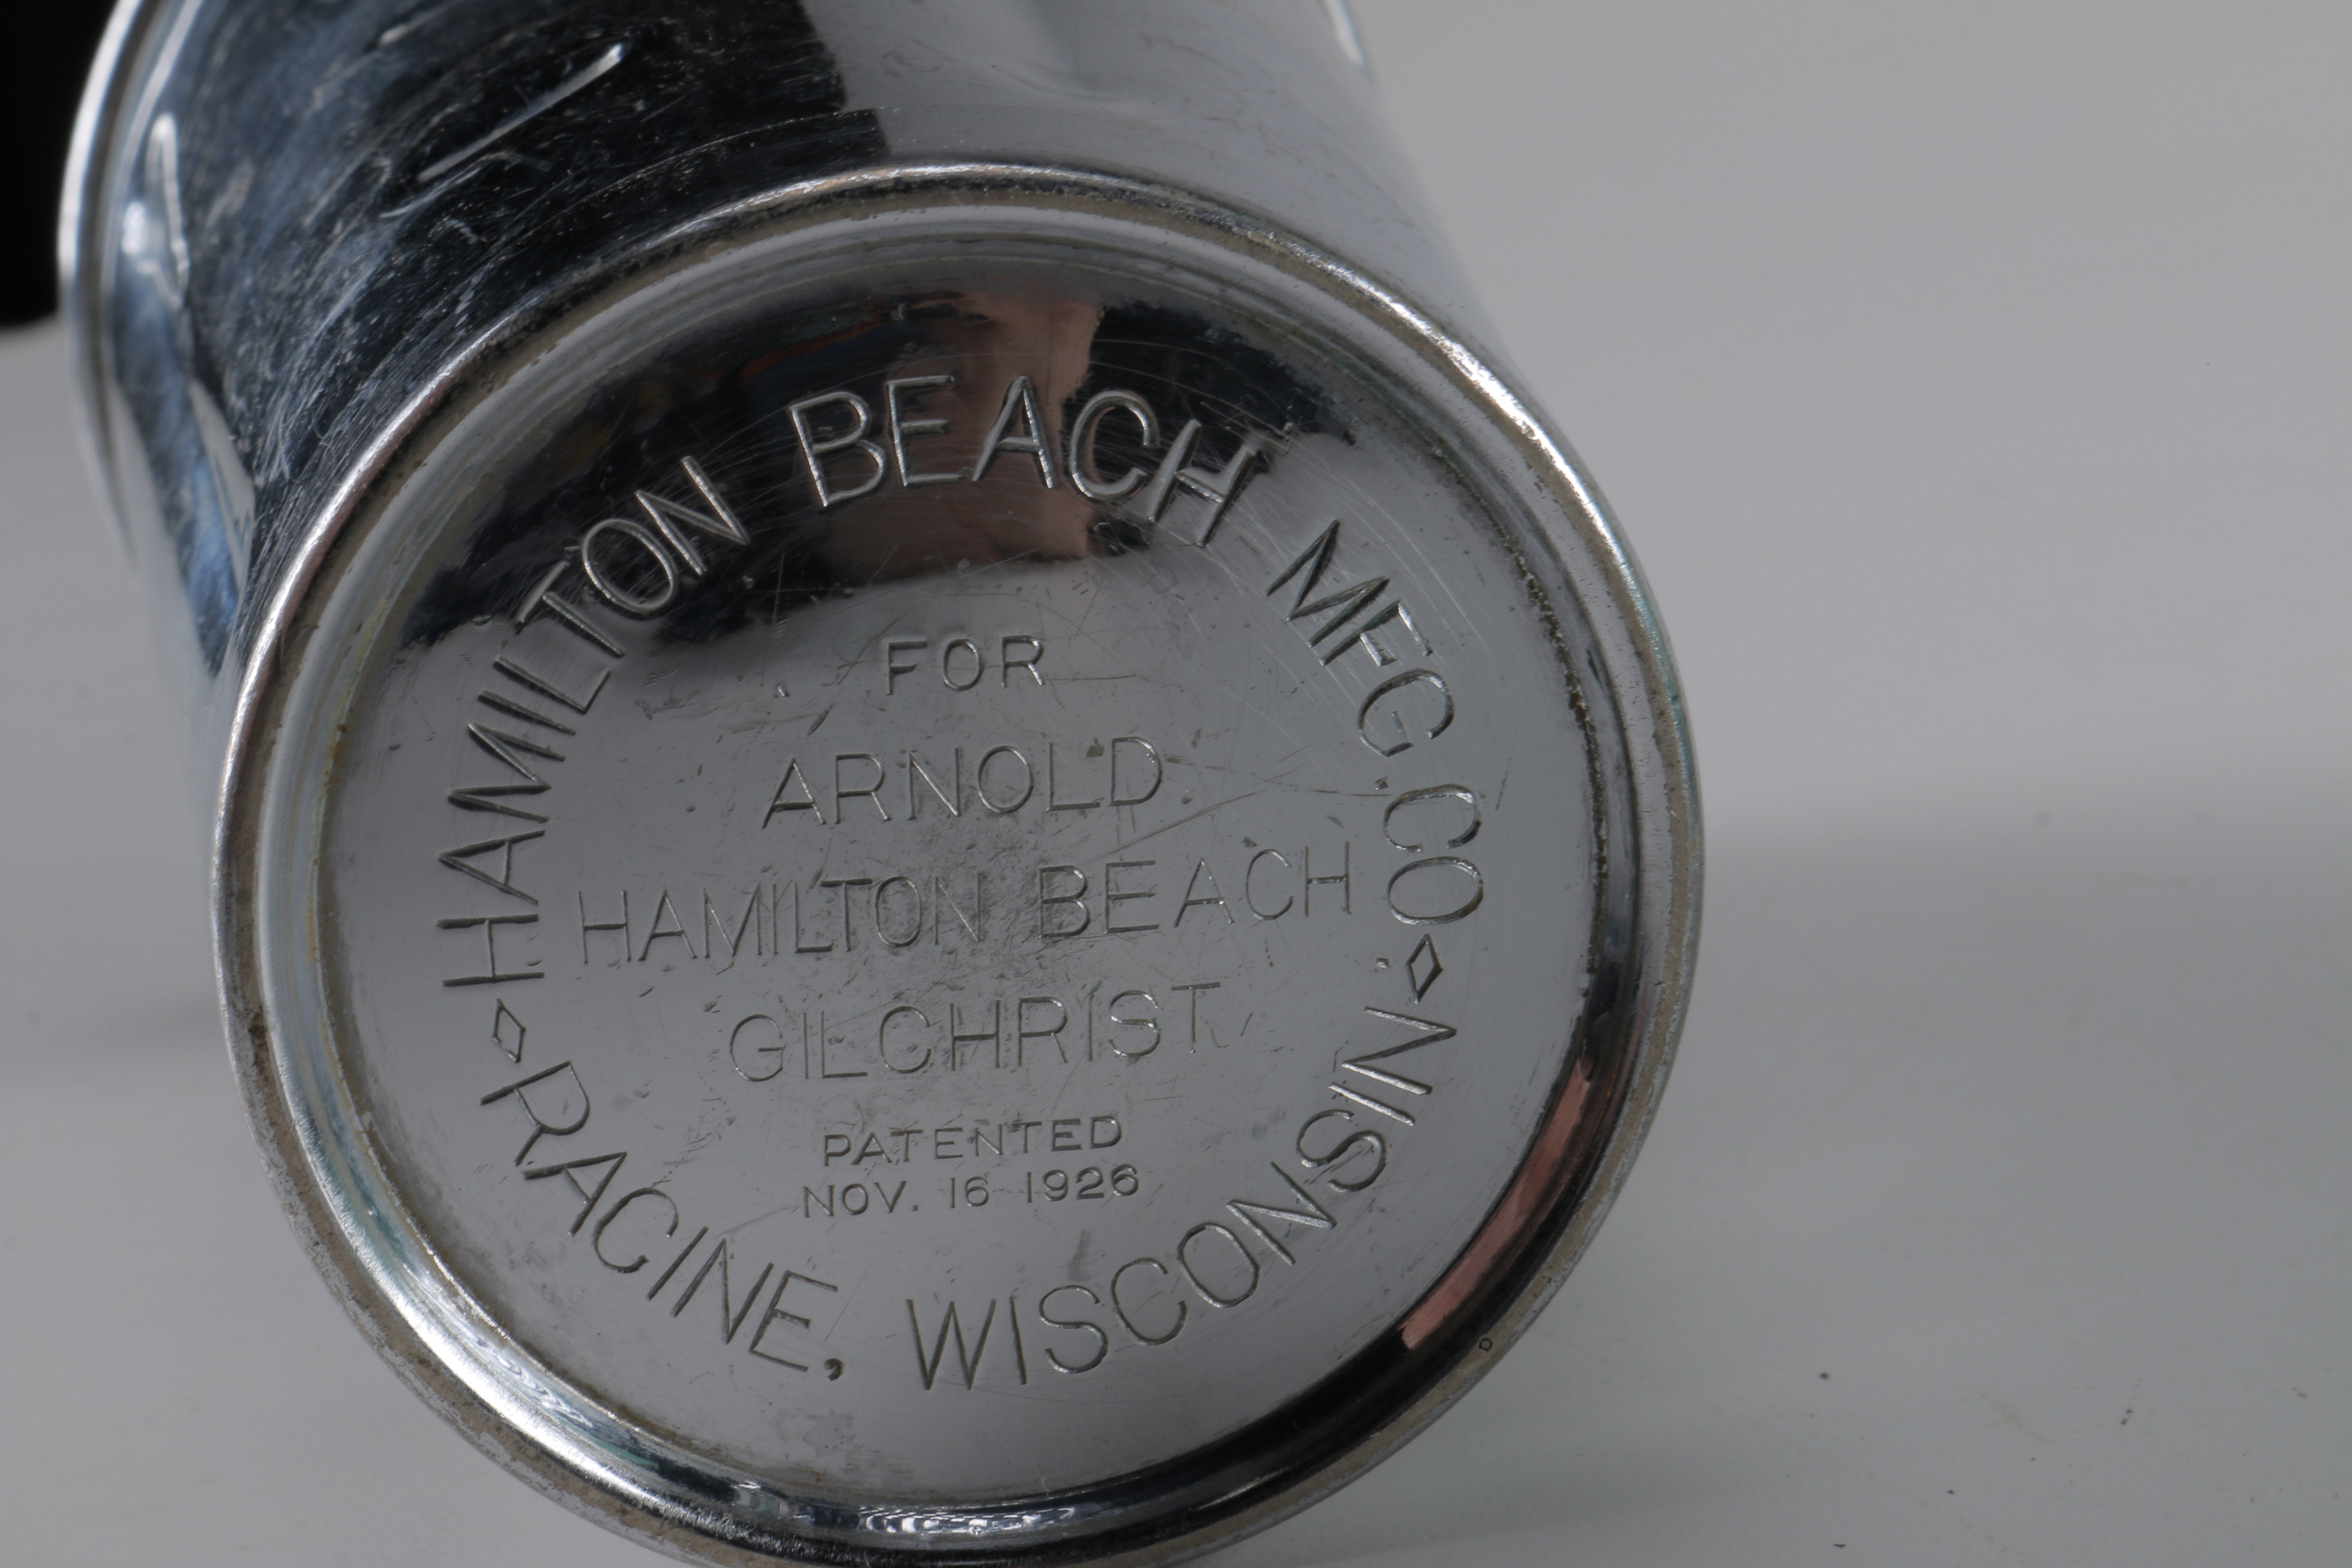 HAMILTON BEACH MFG. CO.
FOR
ARNOLD
HAMILTON BEACH
GILCHRIST
PATENTED
NOV. 16 1926
RACINE, WISCONSIN
D